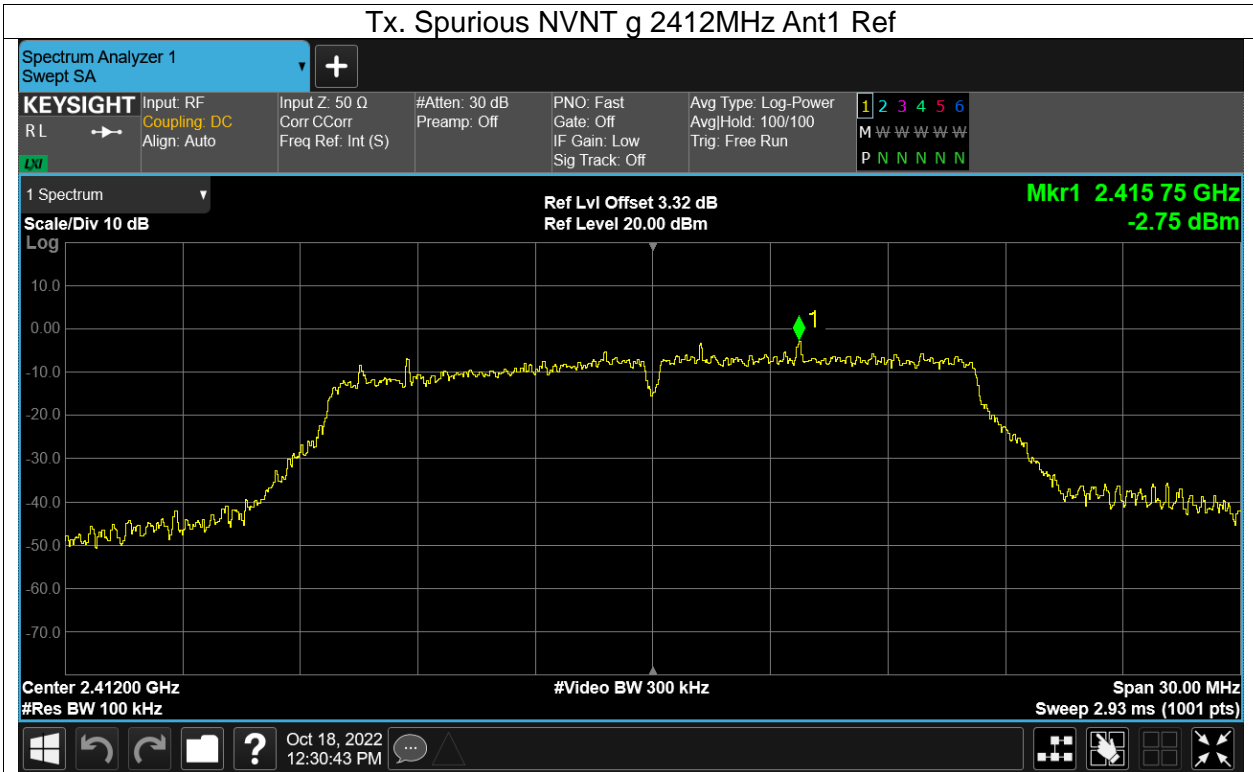 Tx. Spurious NVNT g 2412MHz Ant1 Ref
Spectrum Analyzer 1
Swept SA
+
KEYSIGHT
RL
LXI
Input: RF
Coupling: DC
Align: Auto
Input Z: 50 Ω
Corr CCorr
Freq Ref: Int (S)
#Atten: 30 dB
Preamp: Off
PNO: Fast
Gate: Off
IF Gain: Low
Sig Track: Off
Avg Type: Log-Power
Avg|Hold: 100/100
Trig: Free Run
1 2 3 4 5 6
M W W W W W
P N N N N N
1 Spectrum
Scale/Div 10 dB
Log
Ref Lvl Offset 3.32 dB
Ref Level 20.00 dBm
Mkr1 2.415 75 GHz
-2.75 dBm
10.0
0.00
-10.0
-20.0
-30.0
-40.0
-50.0
-60.0
-70.0
1
Center 2.41200 GHz
#Res BW 100 kHz
#Video BW 300 kHz
Span 30.00 MHz
Sweep 2.93 ms (1001 pts)
?
Oct 18, 2022
12:30:43 PM